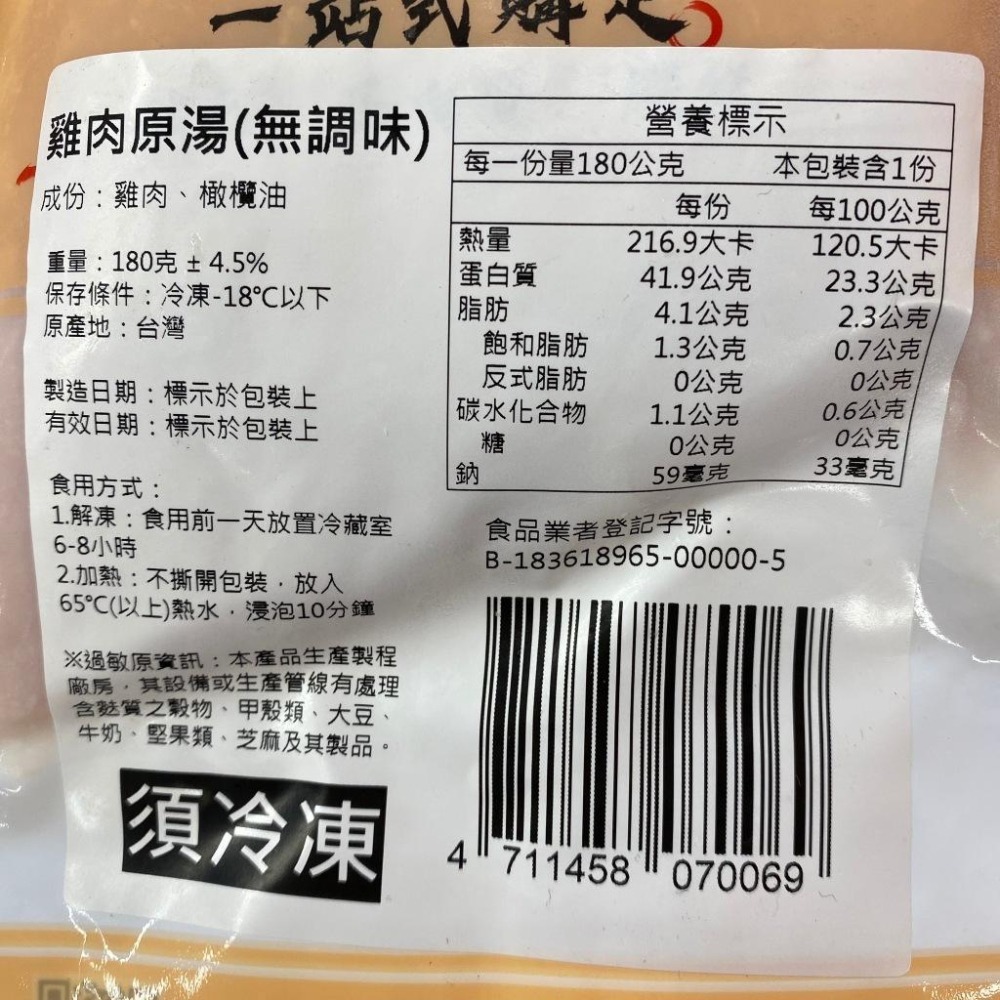 一站式購足
雞肉原湯(無調味)
成份：雞肉、橄欖油
重量：180克 ± 4.5%
保存條件：冷凍-18°C以下
原產地：台灣
製造日期：標示於包裝上
有效日期：標示於包裝上
食用方式：
1.解凍：食用前一天放置冷藏室
6-8小時
2.加熱：不撕開包裝，放入
65°C(以上)熱水，浸泡10分鐘
※過敏原資訊：本產品生產製程
廠房，其設備或生產管線有處理
含麩質之穀物、甲殼類、大豆、
牛奶、堅果類、芝麻及其製品。
須冷凍
營養標示
每一份量180公克 本包裝含1份
每份 每100公克
熱量 216.9大卡 120.5大卡
蛋白質 41.9公克 23.3公克
脂肪 4.1公克 2.3公克
飽和脂肪 1.3公克 0.7公克
反式脂肪 0公克 0公克
碳水化合物 1.1公克 0.6公克
糖 0公克 0公克
鈉 59毫克 33毫克
食品業者登記字號：
B-183618965-00000-5
4 711458 070069